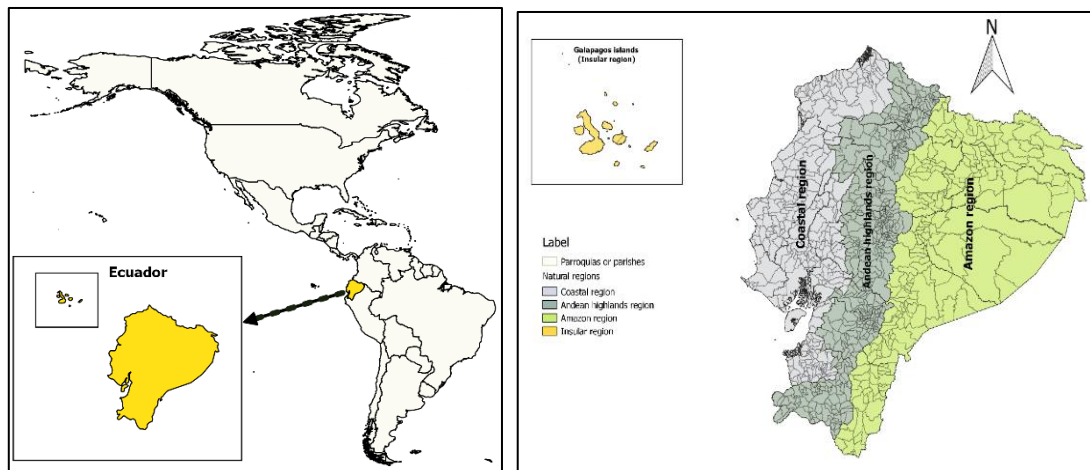 Ecuador
Galapagos islands
(Insular region)
N
Coastal region
Andean highlands region
Amazon region
Label
Parroquias or parishes
Natural regions
Coastal region
Andean highlands region
Amazon region
Insular region